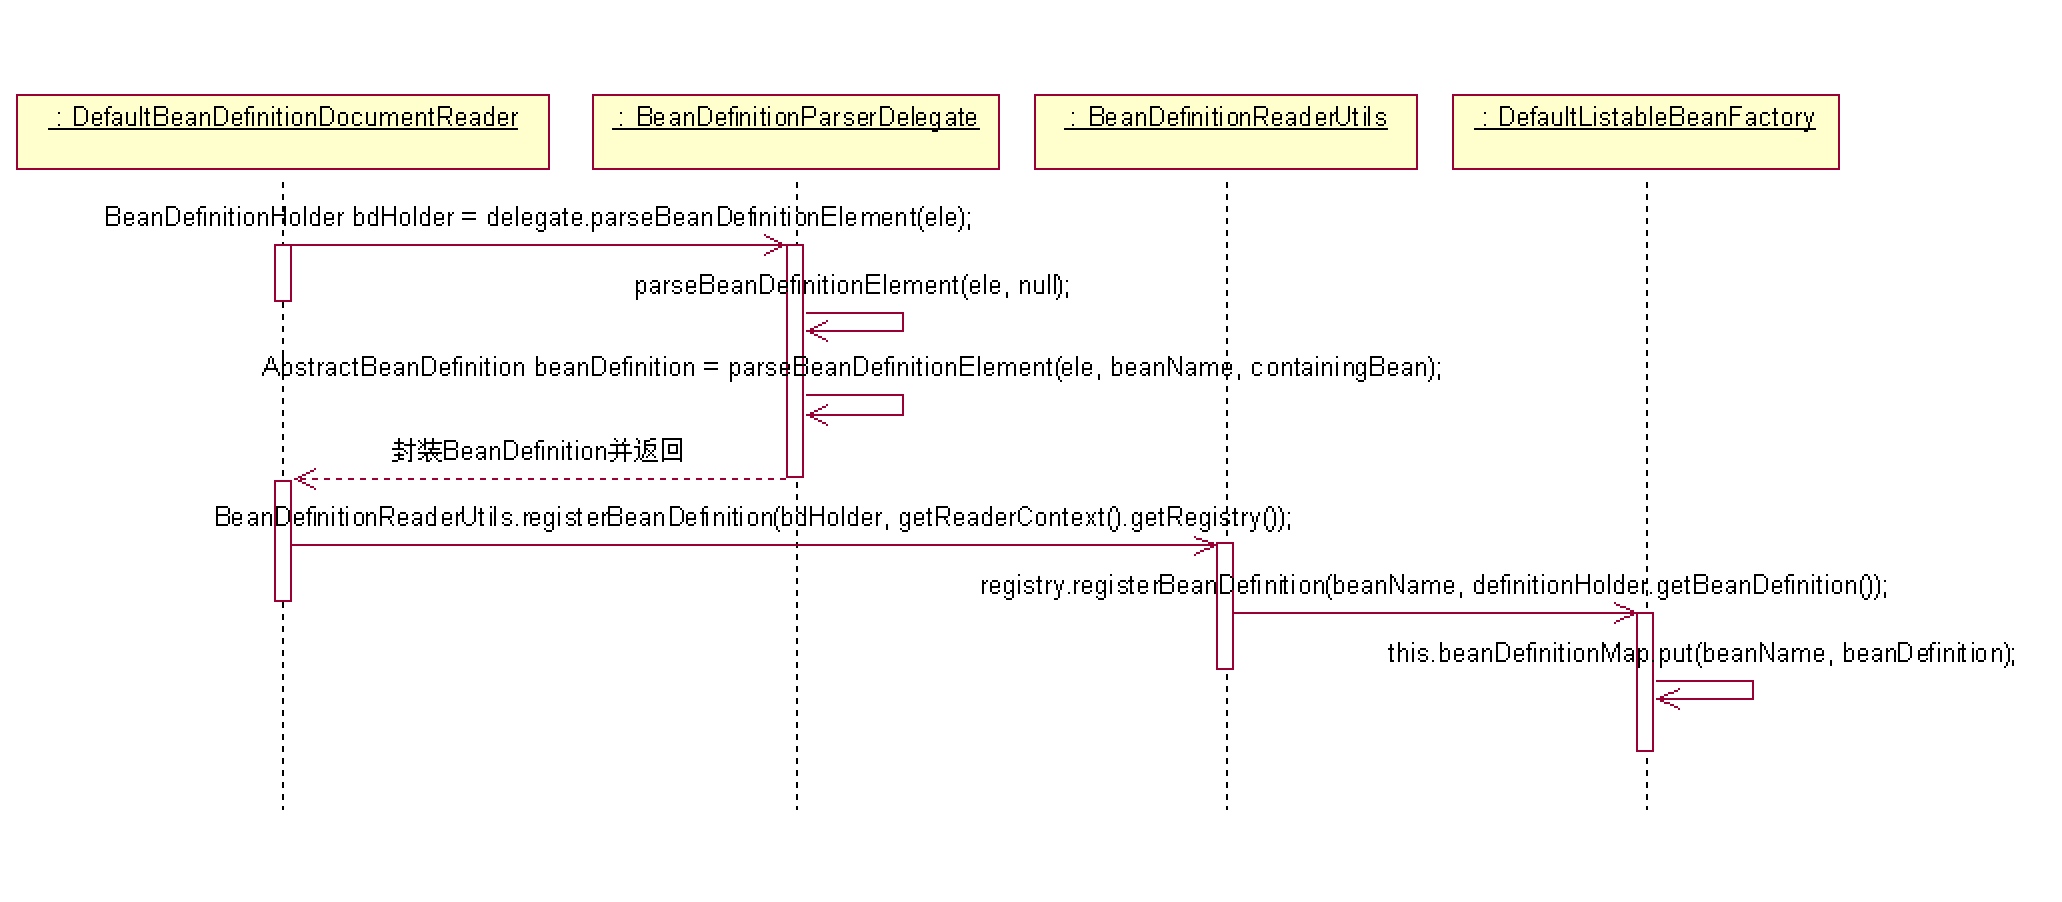 : DefaultBeanDefinitionDocumentReader
: BeanDefinitionParserDelegate
: BeanDefinitionReaderUtils
: DefaultListableBeanFactory
BeanDefinitionHolder bdHolder = delegate.parseBeanDefinitionElement(ele);
parseBeanDefinitionElement(ele, null);
AbstractBeanDefinition beanDefinition = parseBeanDefinitionElement(ele, beanName, containingBean);
封装BeanDefinition并返回
BeanDefinitionReaderUtils.registerBeanDefinition(bdHolder, getReaderContext().getRegistry());
registry.registerBeanDefinition(beanName, definitionHolder.getBeanDefinition());
this.beanDefinitionMap.put(beanName, beanDefinition);